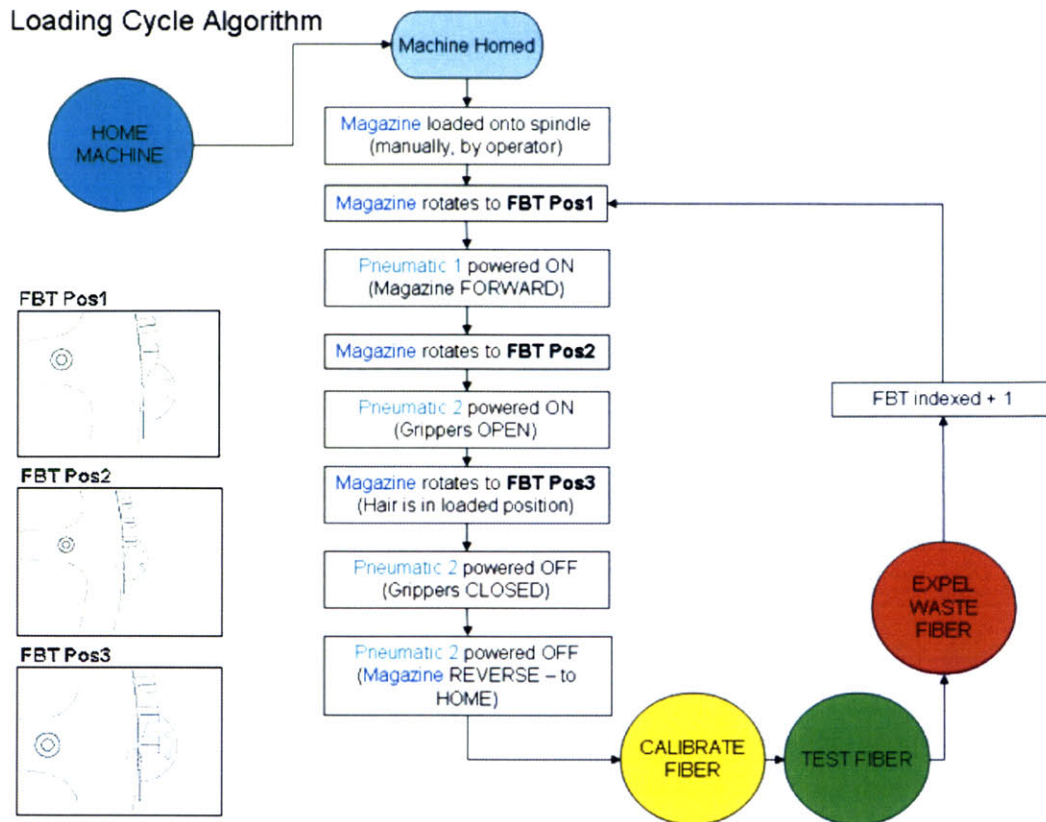 Loading Cycle Algorithm
Machine Homed
HOME
MACHINE
Magazine loaded onto spindle
(manually, by operator)
Magazine rotates to FBT Pos1
Pneumatic 1 powered ON
(Magazine FORWARD)
Magazine rotates to FBT Pos2
Pneumatic 2 powered ON
(Grippers OPEN)
Magazine rotates to FBT Pos3
(Hair is in loaded position)
Pneumatic 2 powered OFF
(Grippers CLOSED)
Pneumatic 2 powered OFF
(Magazine REVERSE – to
HOME)
CALIBRATE
FIBER
TEST FIBER
EXPEL
WASTE
FIBER
FBT indexed + 1
FBT Pos1
FBT Pos2
FBT Pos3